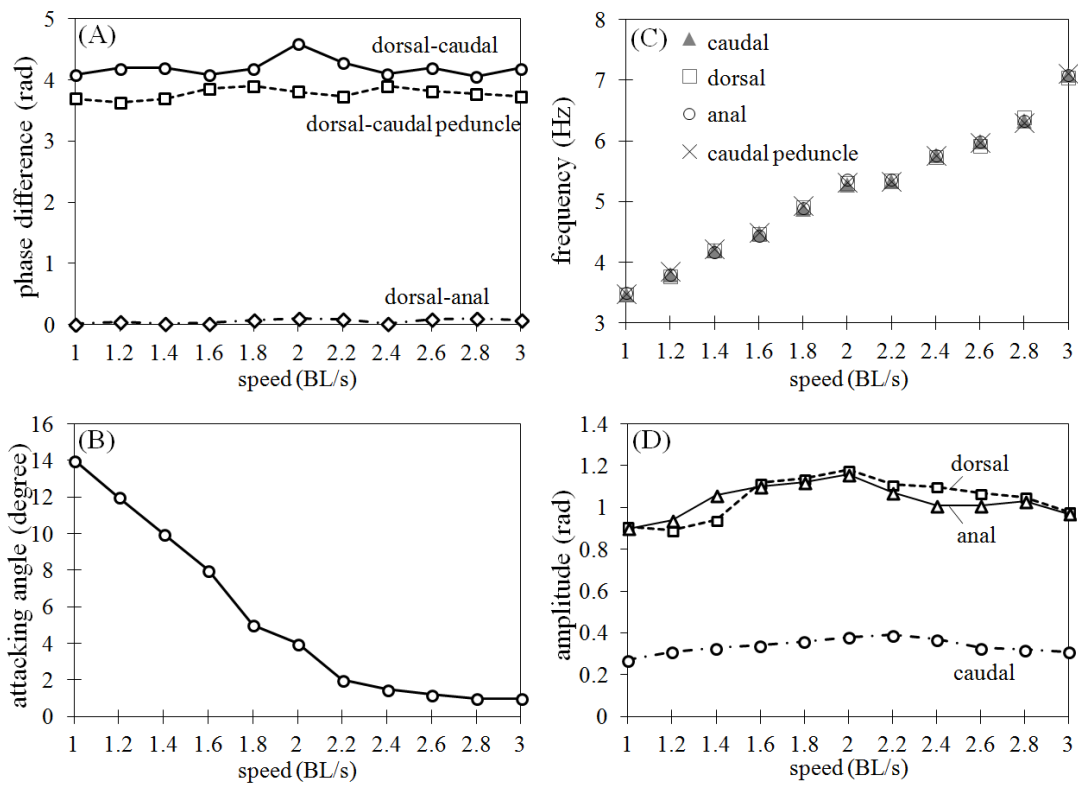 (A)
phase difference (rad)
5
4
3
2
1
0
dorsal-caudal
dorsal-caudal peduncle
dorsal-anal
1 1.2 1.4 1.6 1.8 2 2.2 2.4 2.6 2.8 3
speed (BL/s)
(C)
frequency (Hz)
8
7
6
5
4
3
caudal
dorsal
anal
caudal peduncle
1 1.2 1.4 1.6 1.8 2 2.2 2.4 2.6 2.8 3
speed (BL/s)
(B)
attacking angle (degree)
16
14
12
10
8
6
4
2
0
1 1.2 1.4 1.6 1.8 2 2.2 2.4 2.6 2.8 3
speed (BL/s)
(D)
amplitude (rad)
1.4
1.2
1
0.8
0.6
0.4
0.2
0
dorsal
anal
caudal
1 1.2 1.4 1.6 1.8 2 2.2 2.4 2.6 2.8 3
speed (BL/s)